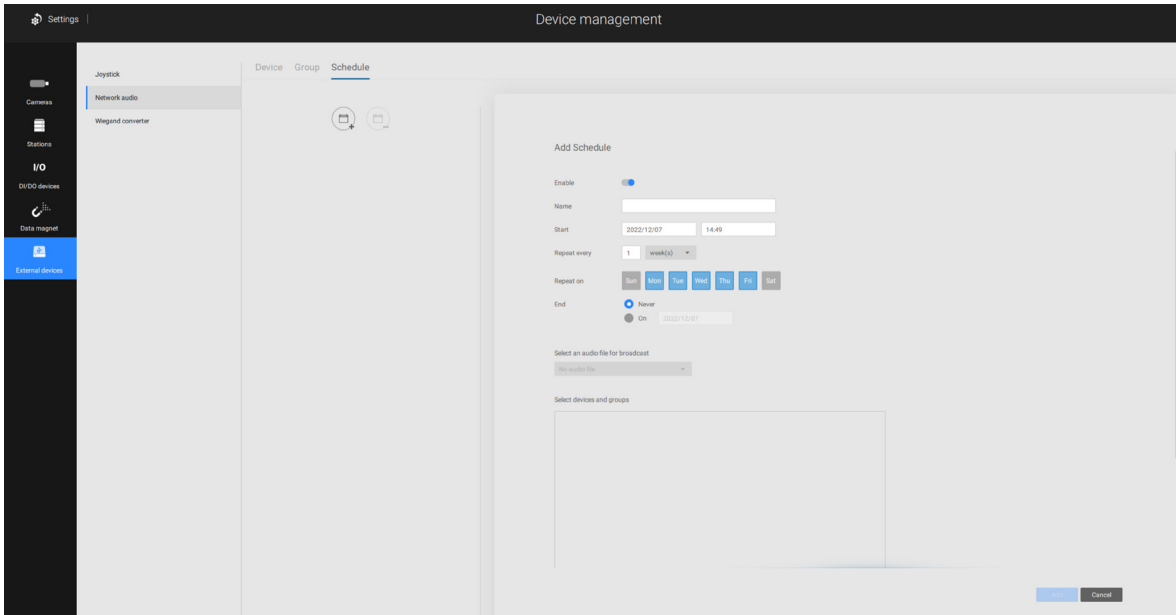 Settings
Device management
Cameras
Stations
I/O
DI/DO devices
Data magnet
External devices
Joystick
Network audio
Wiegand converter
Device Group Schedule
Add Schedule
Enable
Name
Start 2022/12/07 14:49
Repeat every 1 week(s)
Repeat on Sun Mon Tue Wed Thu Fri Sat
End Never
On 2022/12/07
Select an audio file for broadcast
No audio file
Select devices and groups
Add Cancel